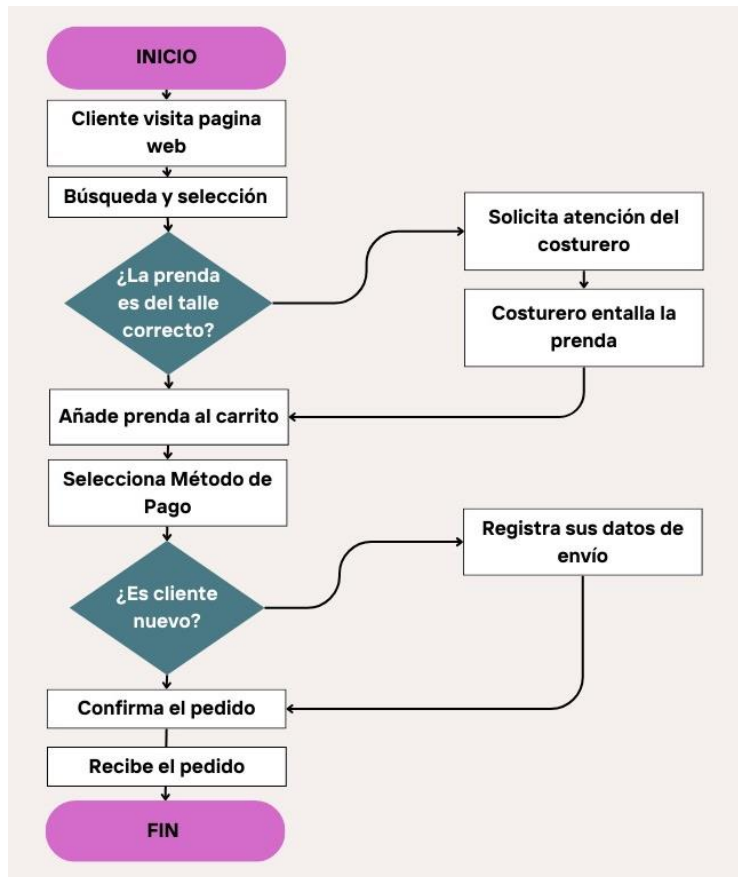 INICIO
Cliente visita pagina
web
Búsqueda y selección
¿La prenda
es del talle
correcto?
Solicita atención del
costurero
Costurero entalla la
prenda
Añade prenda al carrito
Selecciona Método de
Pago
¿Es cliente
nuevo?
Registra sus datos de
envío
Confirma el pedido
Recibe el pedido
FIN